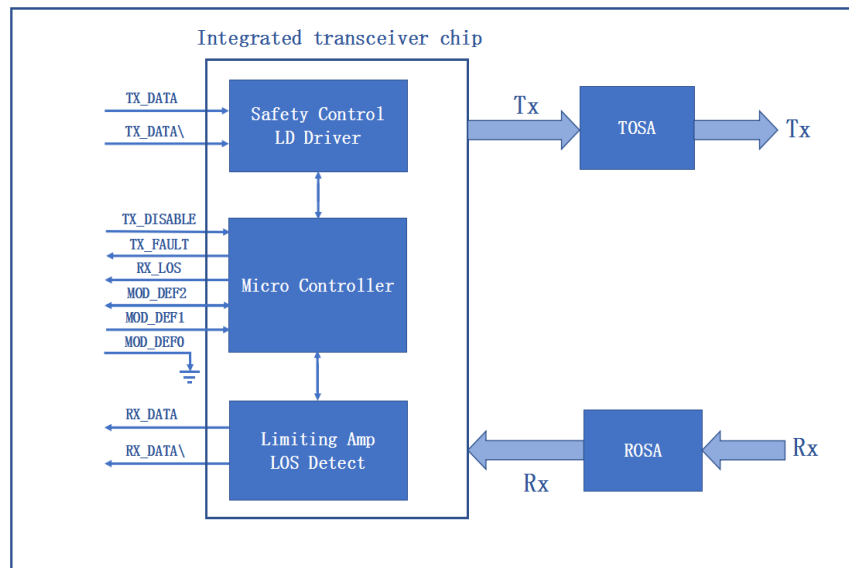 Integrated transceiver chip
TX_DATA
TX_DATA\
Safety Control
LD Driver
Tx
TOSA
Tx
TX_DISABLE
TX_FAULT
RX_LOS
MOD_DEF2
MOD_DEF1
MOD_DEF0
Micro Controller
RX_DATA
RX_DATA\
Limiting Amp
LOS Detect
Rx
ROSA
Rx